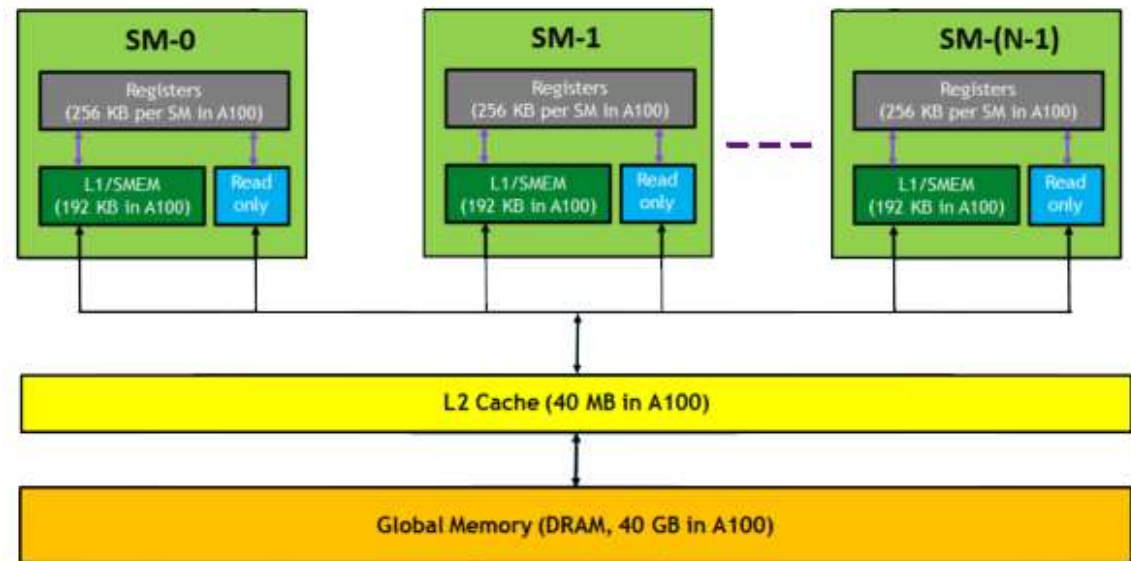 SM-0
Registers
(256 KB per SM in A100)
L1/SMEM
(192 KB in A100)
Read
only
SM-1
Registers
(256 KB per SM in A100)
L1/SMEM
(192 KB in A100)
Read
only
SM-(N-1)
Registers
(256 KB per SM in A100)
L1/SMEM
(192 KB in A100)
Read
only
L2 Cache (40 MB in A100)
Global Memory (DRAM, 40 GB in A100)